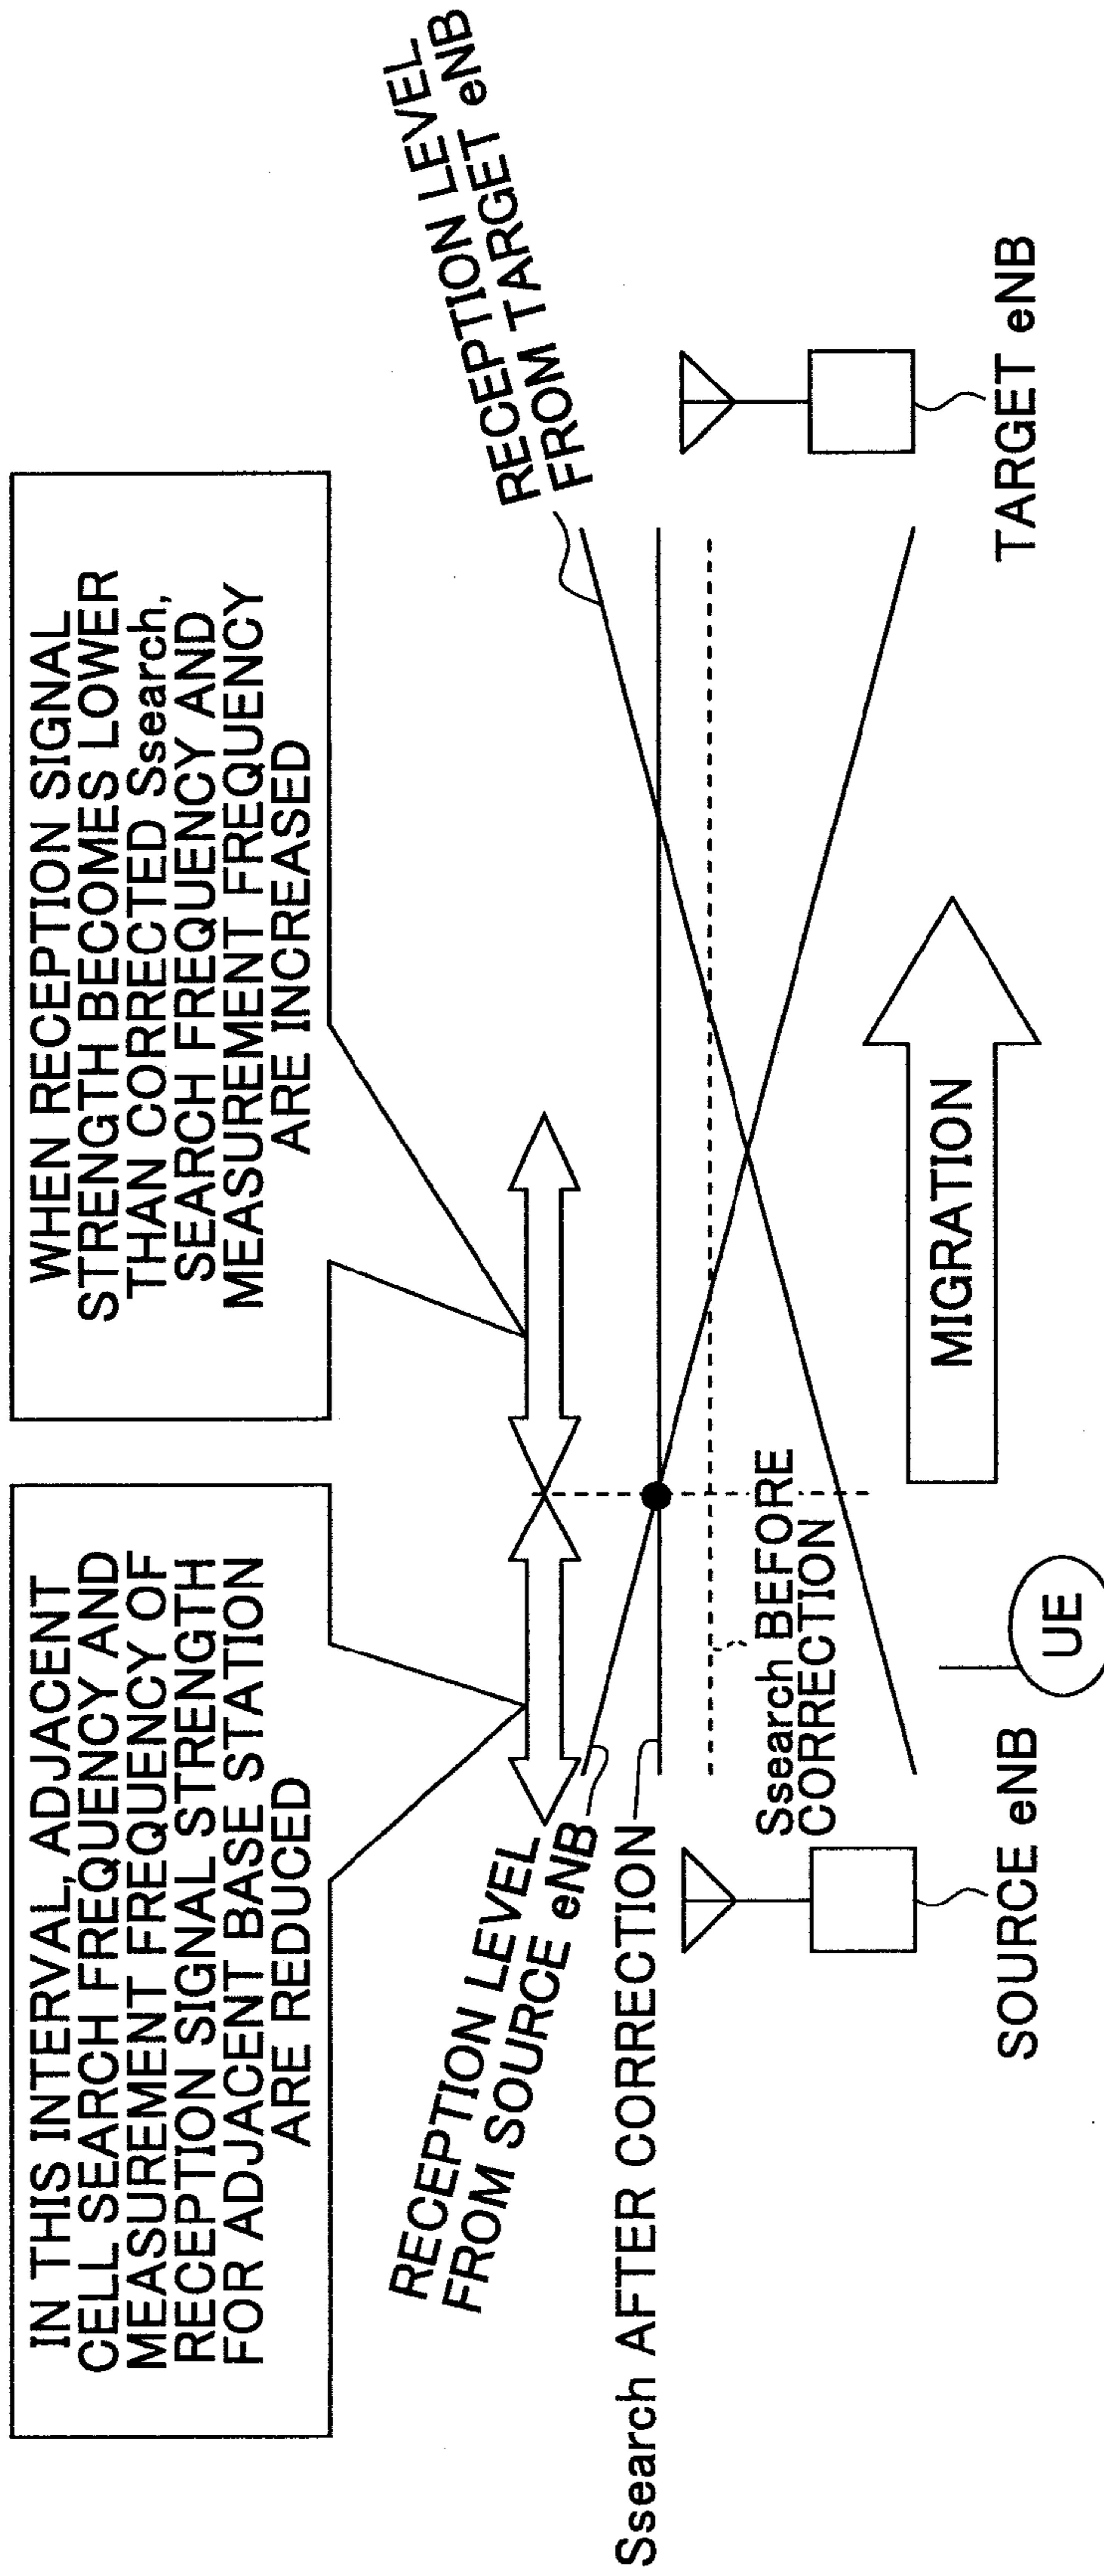 IN THIS INTERVAL, ADJACENT
CELL SEARCH FREQUENCY AND
MEASUREMENT FREQUENCY OF
RECEPTION SIGNAL STRENGTH
FOR ADJACENT BASE STATION
ARE REDUCED
WHEN RECEPTION SIGNAL
STRENGTH BECOMES LOWER
THAN CORRECTED Ssearch,
SEARCH FREQUENCY AND
MEASUREMENT FREQUENCY
ARE INCREASED
RECEPTION LEVEL
FROM SOURCE eNB
RECEPTION LEVEL
FROM TARGET eNB
Ssearch AFTER CORRECTION
Ssearch BEFORE
CORRECTION
MIGRATION
SOURCE eNB
UE
TARGET eNB